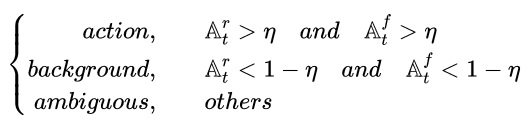 action, 𝔸ₜʳ > η and 𝔸ₜᶠ > η
background, 𝔸ₜʳ < 1 − η and 𝔸ₜᶠ < 1 − η
ambiguous, others